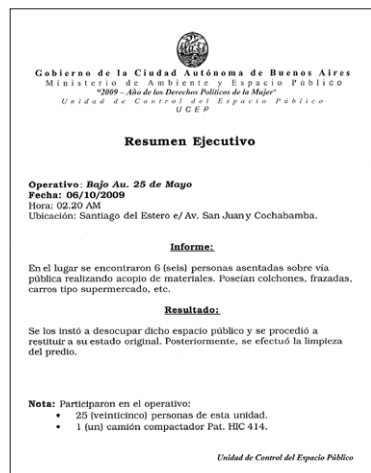 Gobierno de la Ciudad Autónoma de Buenos Aires
Ministerio de Ambiente y Espacio Público
"2009 – Año de los Derechos Políticos de la Mujer"
Unidad de Control del Espacio Público
UCEP
Resumen Ejecutivo
Operativo: Bajo Au. 25 de Mayo
Fecha: 06/10/2009
Hora: 02.20 AM
Ubicación: Santiago del Estero e/ Av. San Juan y Cochabamba.
Informe:
En el lugar se encontraron 6 (seis) personas asentadas sobre vía
pública realizando acopio de materiales. Poseían colchones, frazadas,
carros tipo supermercado, etc.
Resultado:
Se los instó a desocupar dicho espacio público y se procedió a
restituir a su estado original. Posteriormente, se efectuó la limpieza
del predio.
Nota: Participaron en el operativo:
• 25 (veinticinco) personas de esta unidad.
• 1 (un) camión compactador Pat. HIC 414.
Unidad de Control del Espacio Público